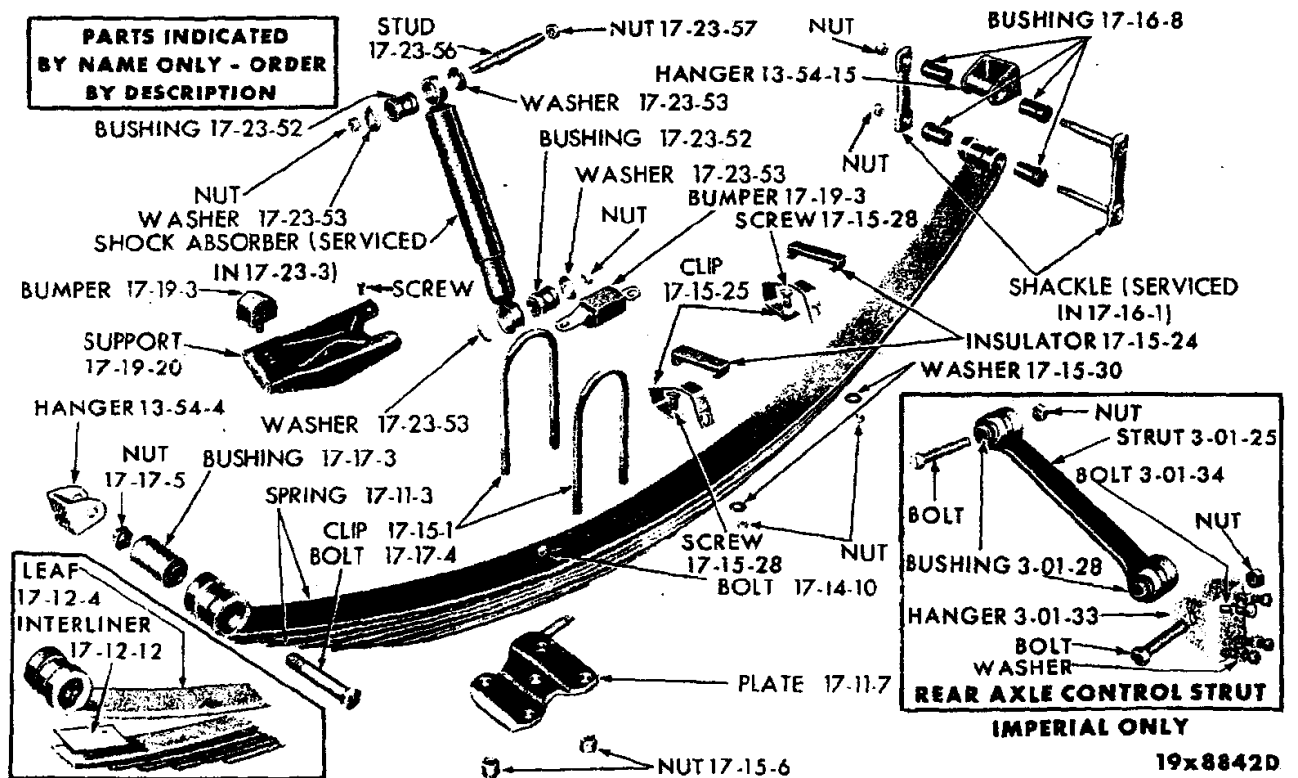 PARTS INDICATED
BY NAME ONLY - ORDER
BY DESCRIPTION
STUD
17-23-56
NUT 17-23-57
NUT
BUSHING 17-16-8
HANGER 13-54-15
WASHER 17-23-53
BUSHING 17-23-52
BUSHING 17-23-52
NUT
WASHER 17-23-53
NUT
WASHER 17-23-53
BUMPER 17-19-3
NUT
SCREW 17-15-28
SHOCK ABSORBER (SERVICED
IN 17-23-3)
CLIP
17-15-25
BUMPER 17-19-3
SCREW
SHACKLE (SERVICED
IN 17-16-1)
SUPPORT
17-19-20
INSULATOR 17-15-24
WASHER 17-15-30
HANGER 13-54-4
WASHER 17-23-53
NUT
17-17-5
BUSHING 17-17-3
SPRING 17-11-3
CLIP 17-15-1
BOLT 17-17-4
SCREW
17-15-28
NUT
BOLT 17-14-10
LEAF
17-12-4
INTERLINER
17-12-12
PLATE 17-11-7
NUT 17-15-6
NUT
STRUT 3-01-25
BOLT 3-01-34
BOLT
NUT
BUSHING 3-01-28
HANGER 3-01-33
BOLT
WASHER
REAR AXLE CONTROL STRUT
IMPERIAL ONLY
19x8842D